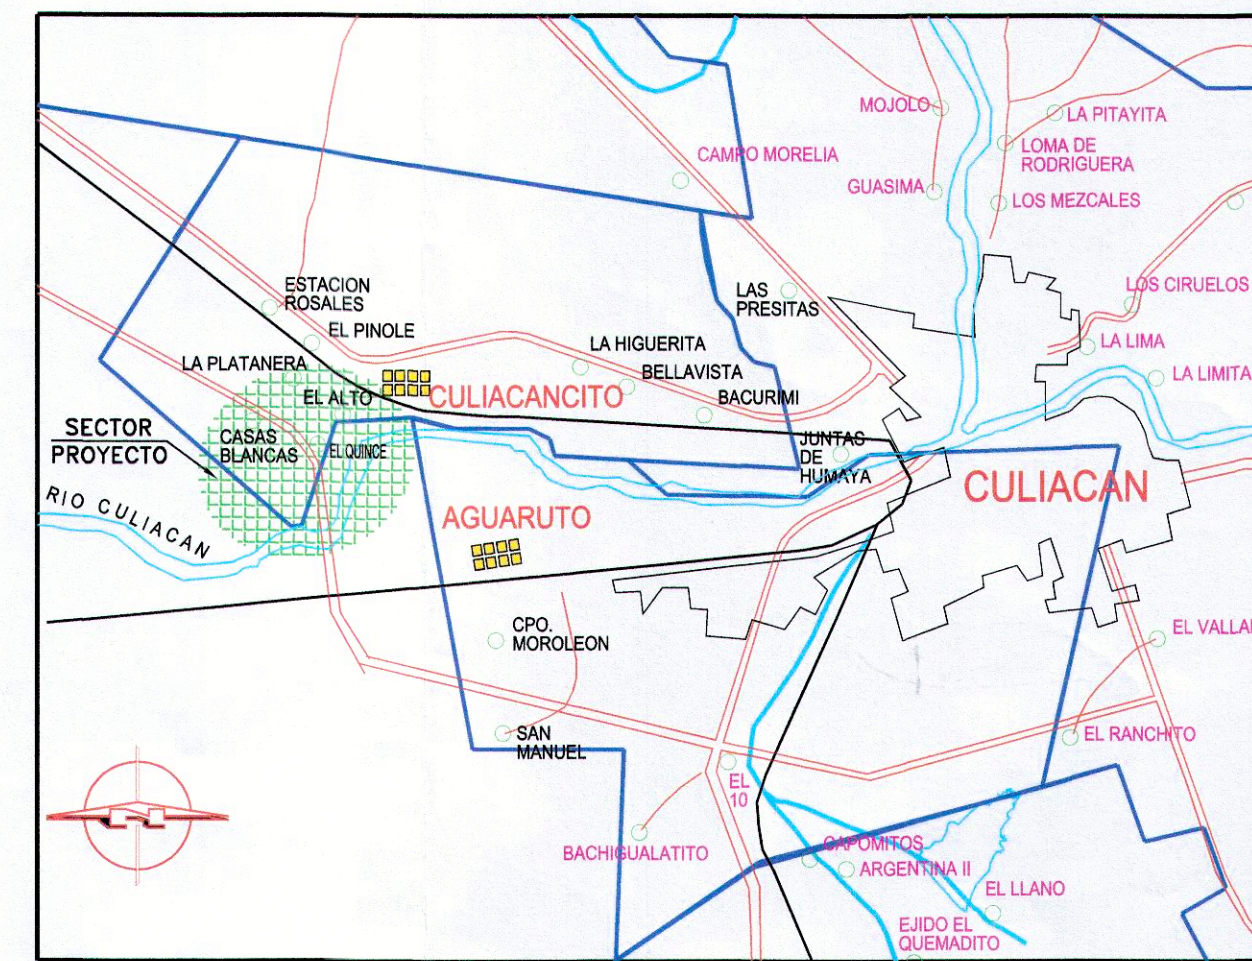 MOJOLO
LA PITAYITA
LOMA DE
RODRIGUERA
CAMPO MORELIA
GUASIMA
LOS MEZCALES
ESTACION
ROSALES
LAS
PRESITAS
LOS CIRUELOS
EL PINOLE
LA HIGUERITA
LA LIMA
LA PLATANERA
BELLAVISTA
LA LIMITA
EL ALTO
CULIACANCITO
BACURIMI
SECTOR
PROYECTO
CASAS
BLANCAS
EL QUINCE
JUNTAS
DE
HUMAYA
CULIACAN
RIO CULIACAN
AGUARUTO
CPO.
MOROLEON
EL VALLA
SAN
MANUEL
EL RANCHITO
EL
10
BACHIGUALATITO
CAPOMITOS
ARGENTINA II
EL LLANO
EJIDO EL
QUEMADITO